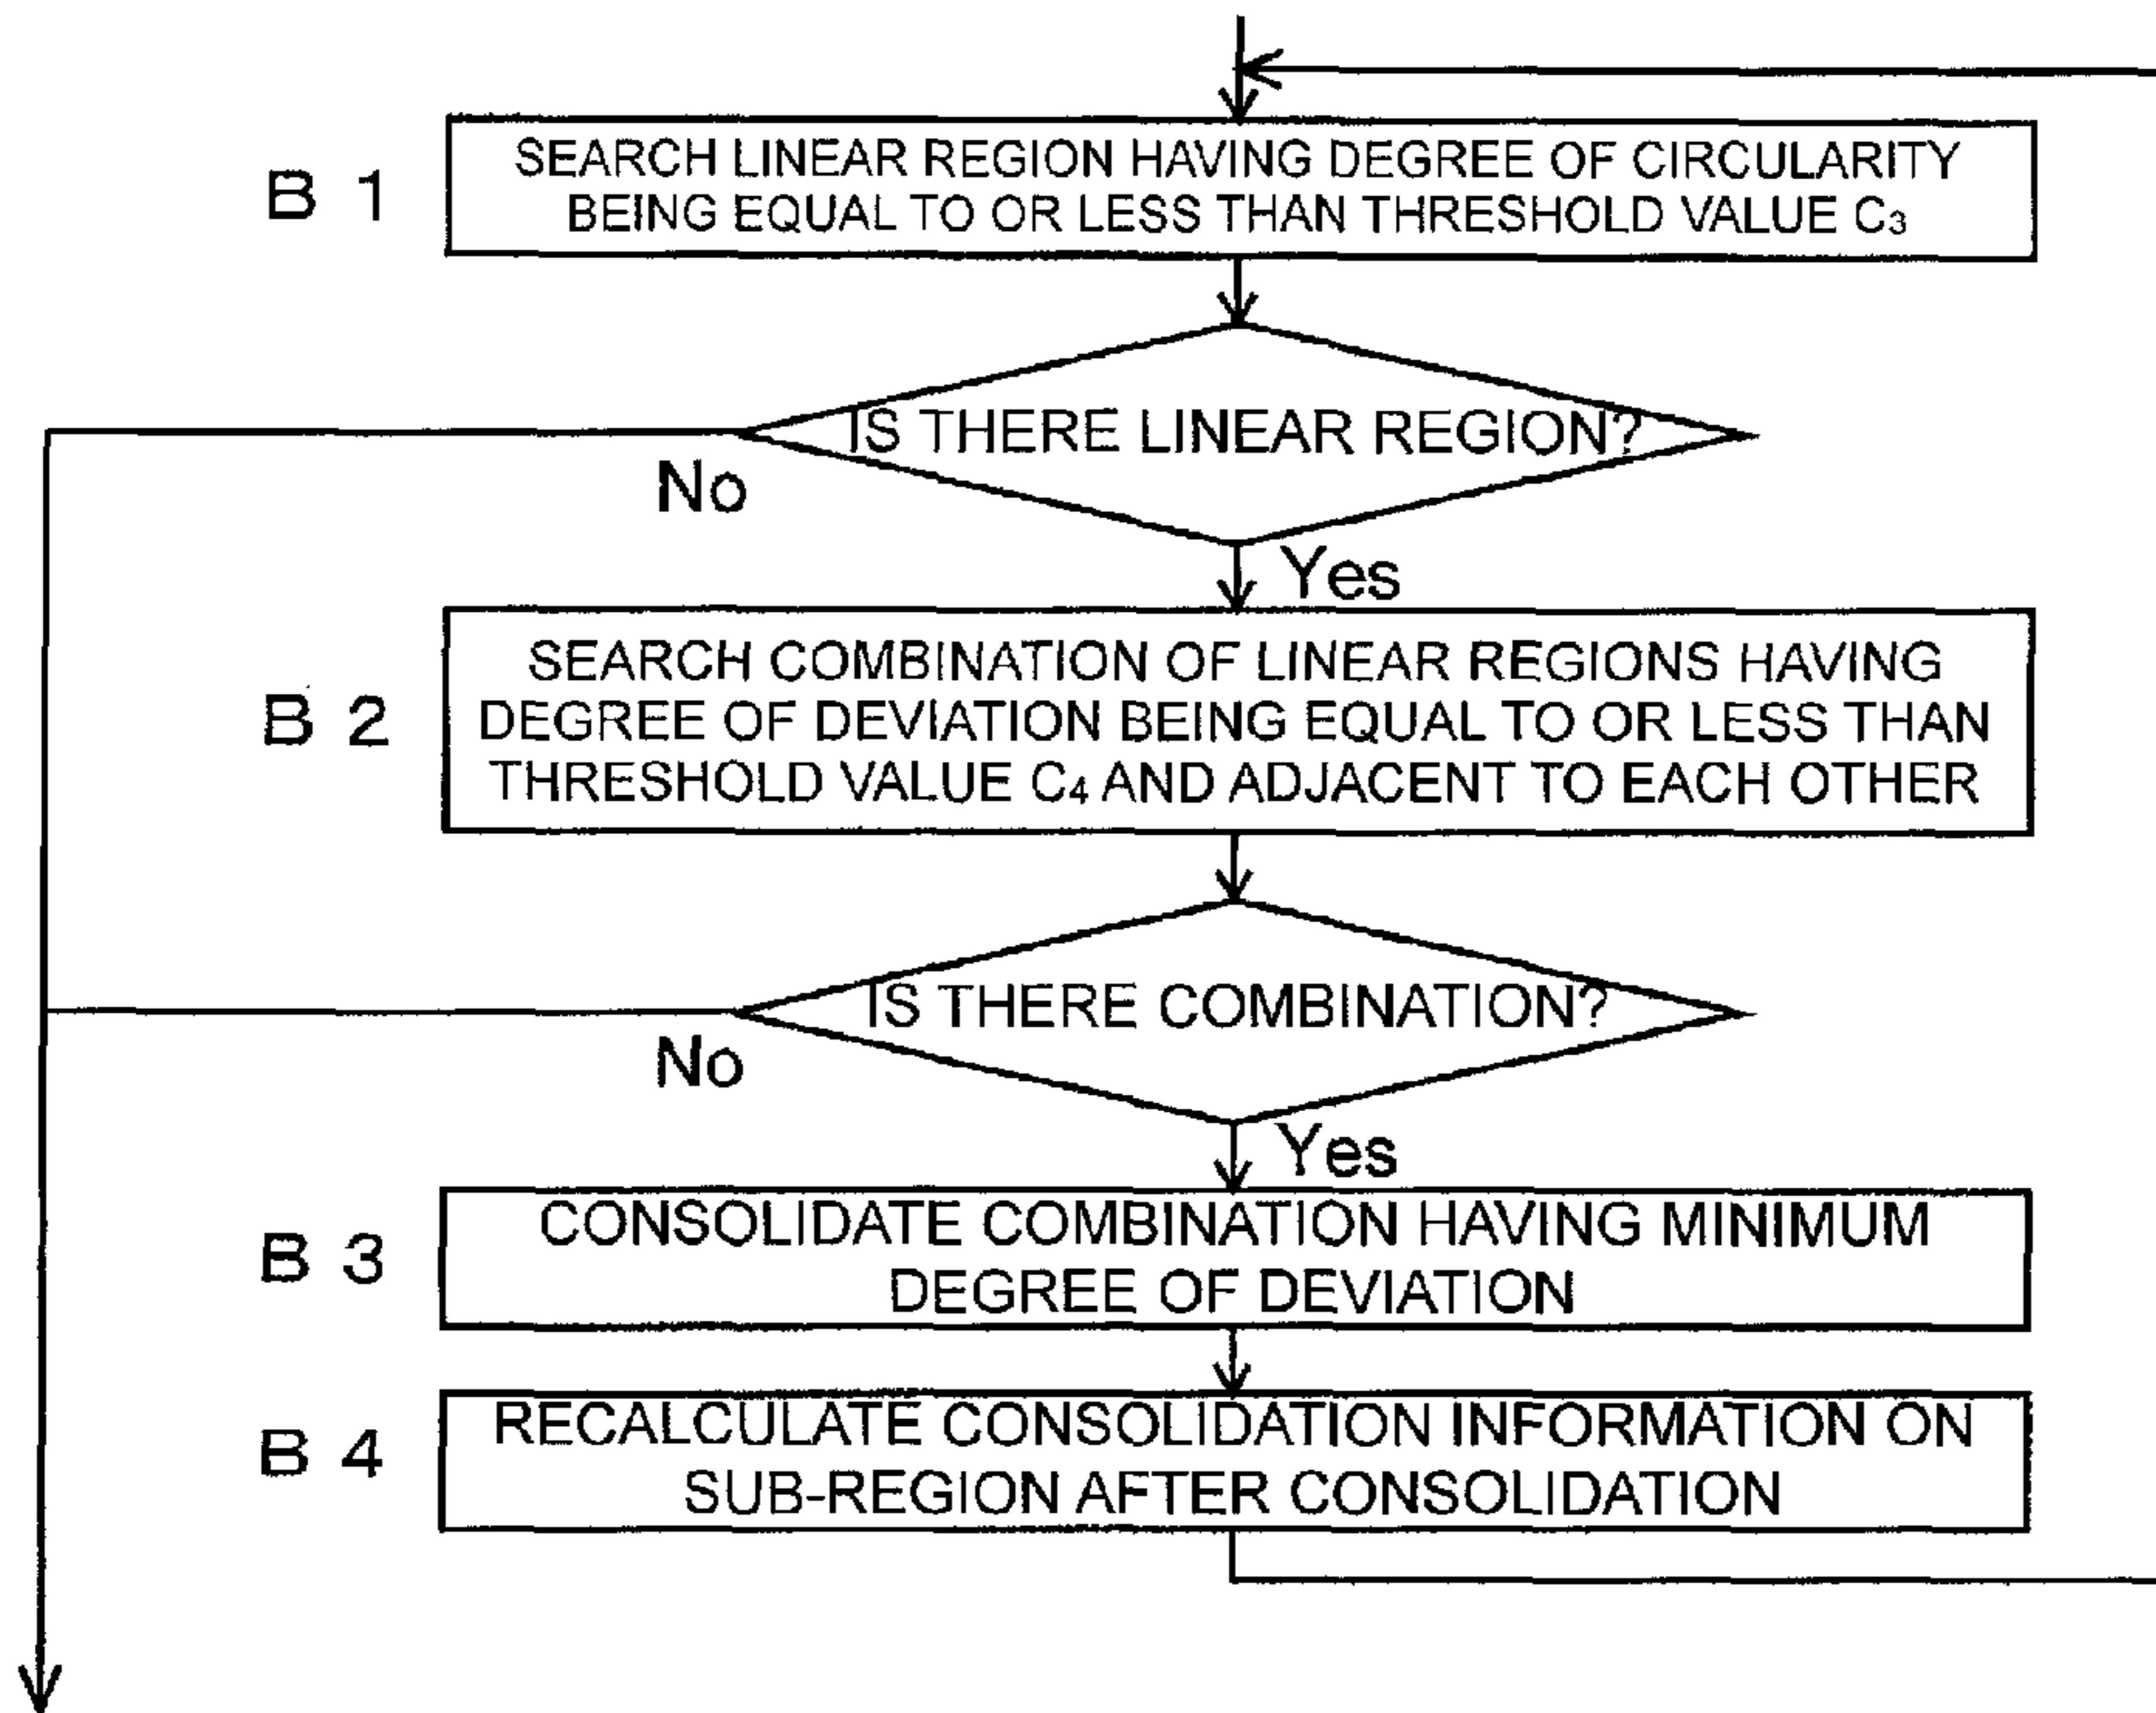 B 1
SEARCH LINEAR REGION HAVING DEGREE OF CIRCULARITY
BEING EQUAL TO OR LESS THAN THRESHOLD VALUE C₃
IS THERE LINEAR REGION?
No
Yes
B 2
SEARCH COMBINATION OF LINEAR REGIONS HAVING
DEGREE OF DEVIATION BEING EQUAL TO OR LESS THAN
THRESHOLD VALUE C₄ AND ADJACENT TO EACH OTHER
IS THERE COMBINATION?
No
Yes
B 3
CONSOLIDATE COMBINATION HAVING MINIMUM
DEGREE OF DEVIATION
B 4
RECALCULATE CONSOLIDATION INFORMATION ON
SUB-REGION AFTER CONSOLIDATION